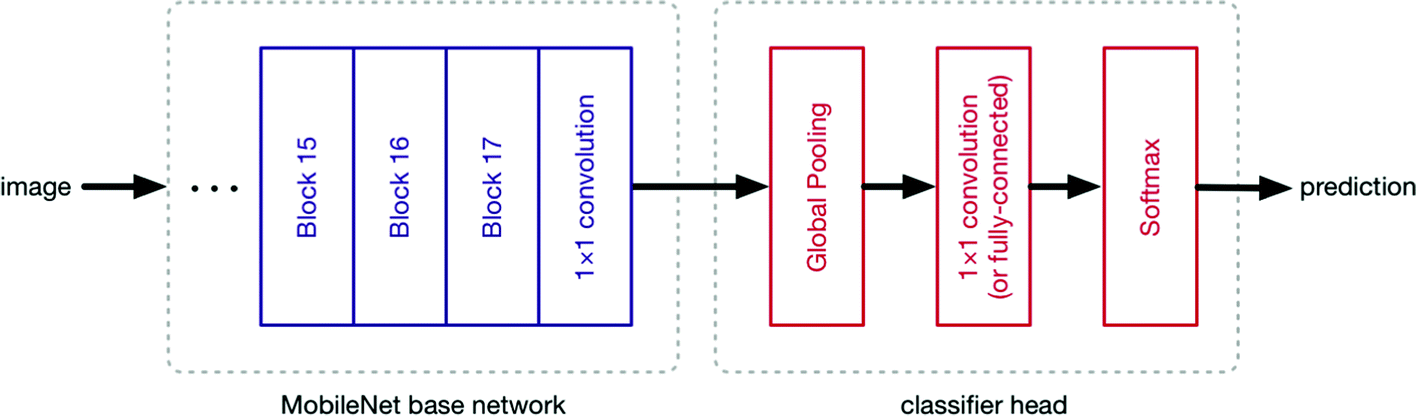 image
...
Block 15
Block 16
Block 17
1×1 convolution
Global Pooling
1×1 convolution
(or fully-connected)
Softmax
prediction
MobileNet base network
classifier head